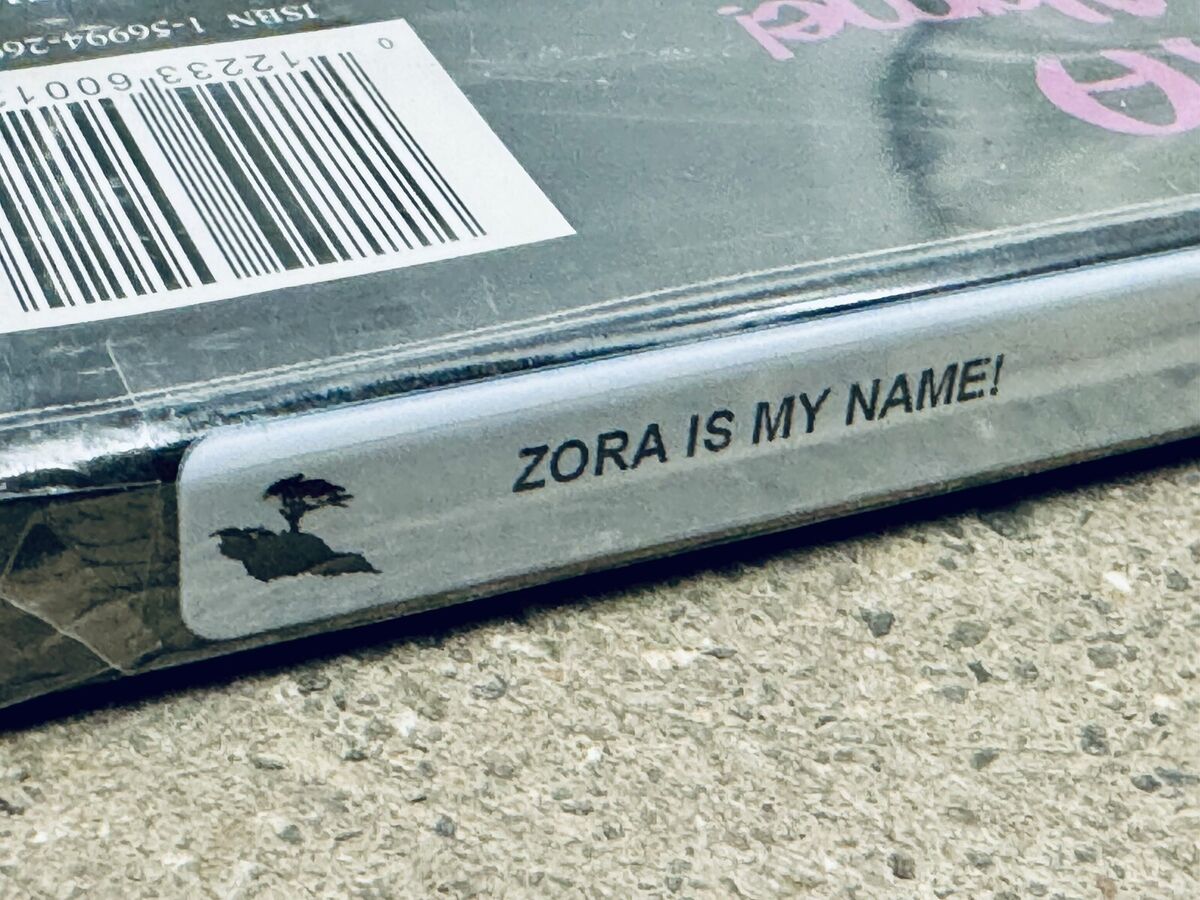 ISBN 1-56994-26
0 12233 6001
ZORA IS MY NAME!